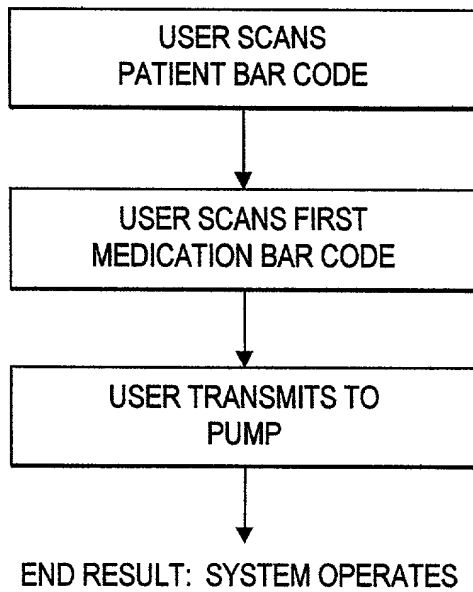 USER SCANS
PATIENT BAR CODE
USER SCANS FIRST
MEDICATION BAR CODE
USER TRANSMITS TO
PUMP
END RESULT: SYSTEM OPERATES